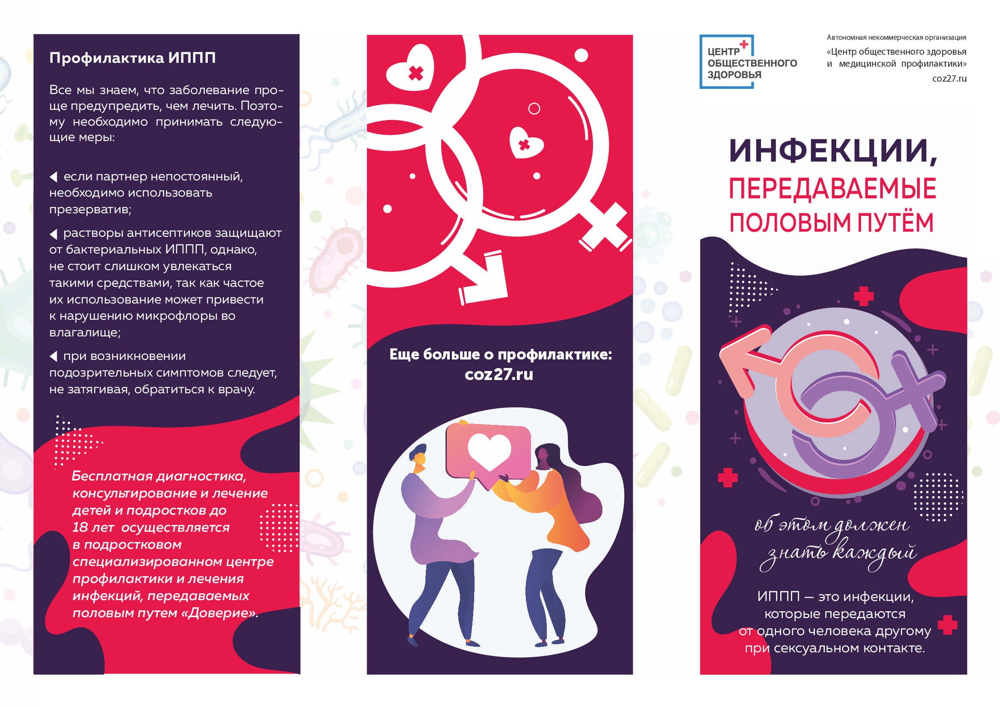 Профилактика ИППП
Все мы знаем, что заболевание про-
ще предупредить, чем лечить. Поэто-
му необходимо принимать следую-
щие меры:
если партнер непостоянный,
необходимо использовать
презерватив;
растворы антисептиков защищают
от бактериальных ИППП, однако,
не стоит слишком увлекаться
такими средствами, так как частое
их использование может привести
к нарушению микрофлоры во
влагалище;
при возникновении
подозрительных симптомов следует,
не затягивая, обратиться к врачу.
Бесплатная диагностика,
консультирование и лечение
детей и подростков до
18 лет осуществляется
в подростковом
специализированном центре
профилактики и лечения
инфекций, передаваемых
половым путем «Доверие».
Еще больше о профилактике:
coz27.ru
ЦЕНТР
ОБЩЕСТВЕННОГО
ЗДОРОВЬЯ
Автономная некоммерческая организация
«Центр общественного здоровья
и медицинской профилактики»
coz27.ru
ИНФЕКЦИИ,
ПЕРЕДАВАЕМЫЕ
ПОЛОВЫМ ПУТЁМ
об этом должен
знать каждый
ИППП — это инфекции,
которые передаются
от одного человека другому
при сексуальном контакте.